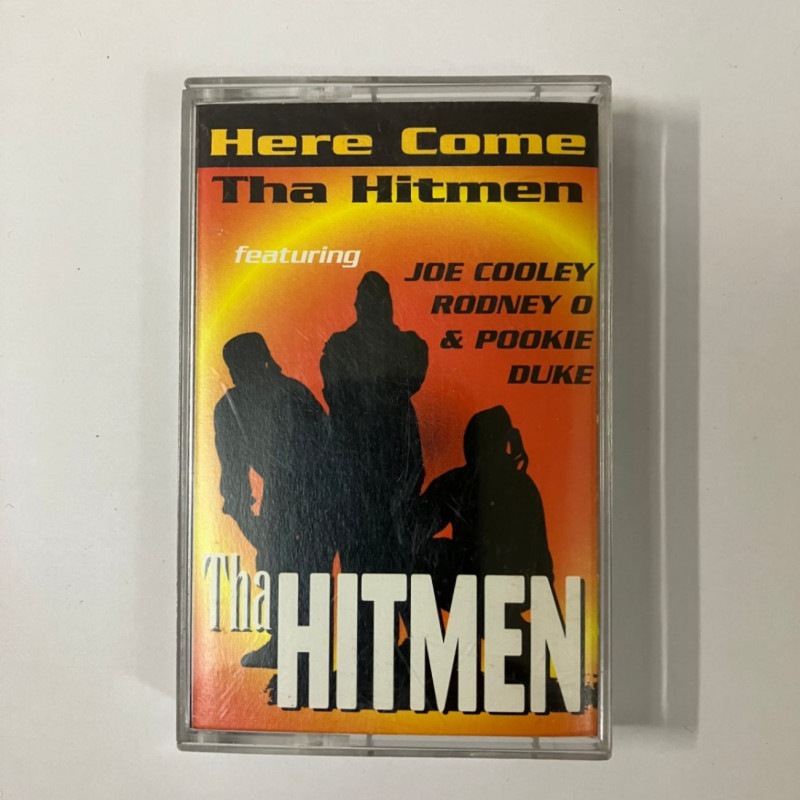 Here Come
Tha Hitmen
featuring
JOE COOLEY
RODNEY O
& POOKIE
DUKE
Tha HITMEN